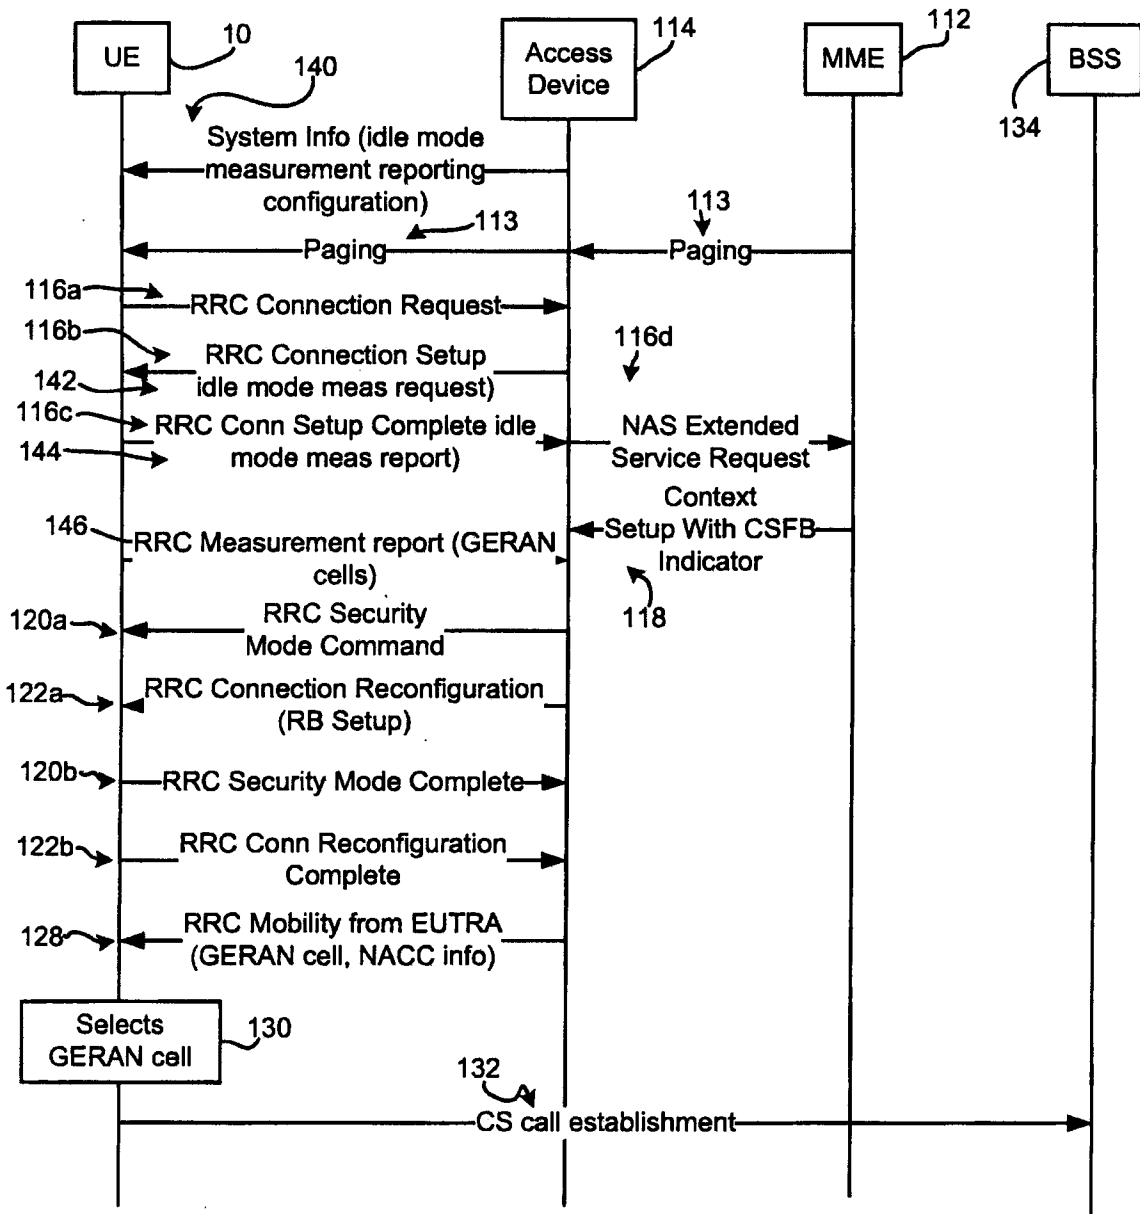 UE
10
Access
Device
114
MME
112
BSS
134
140
System Info (idle mode
measurement reporting
configuration)
113
Paging
113
Paging
116a
RRC Connection Request
116b
RRC Connection Setup
idle mode meas request)
142
116d
116c
RRC Conn Setup Complete idle
mode meas report)
144
NAS Extended
Service Request
Context
Setup With CSFB
Indicator
118
146
RRC Measurement report (GERAN
cells)
120a
RRC Security
Mode Command
122a
RRC Connection Reconfiguration
(RB Setup)
120b
RRC Security Mode Complete
122b
RRC Conn Reconfiguration
Complete
128
RRC Mobility from EUTRA
(GERAN cell, NACC info)
Selects
GERAN cell
130
132
CS call establishment